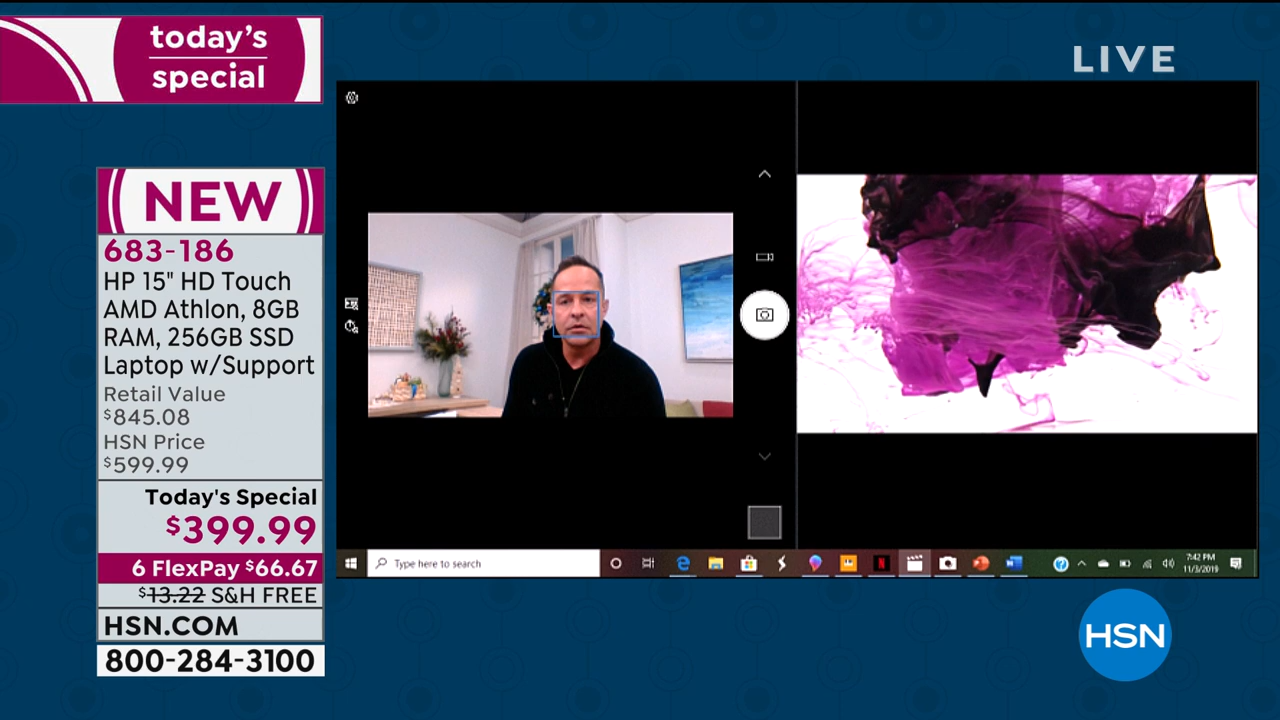 today's
special
LIVE
NEW
683-186
HP 15" HD Touch
AMD Athlon, 8GB
RAM, 256GB SSD
Laptop w/Support
Retail Value
$845.08
HSN Price
$599.99
Today's Special
$399.99
6 FlexPay $66.67
$13.22 S&H FREE
HSN.COM
800-284-3100
Type here to search
7:42 PM
11/3/2019
HSN